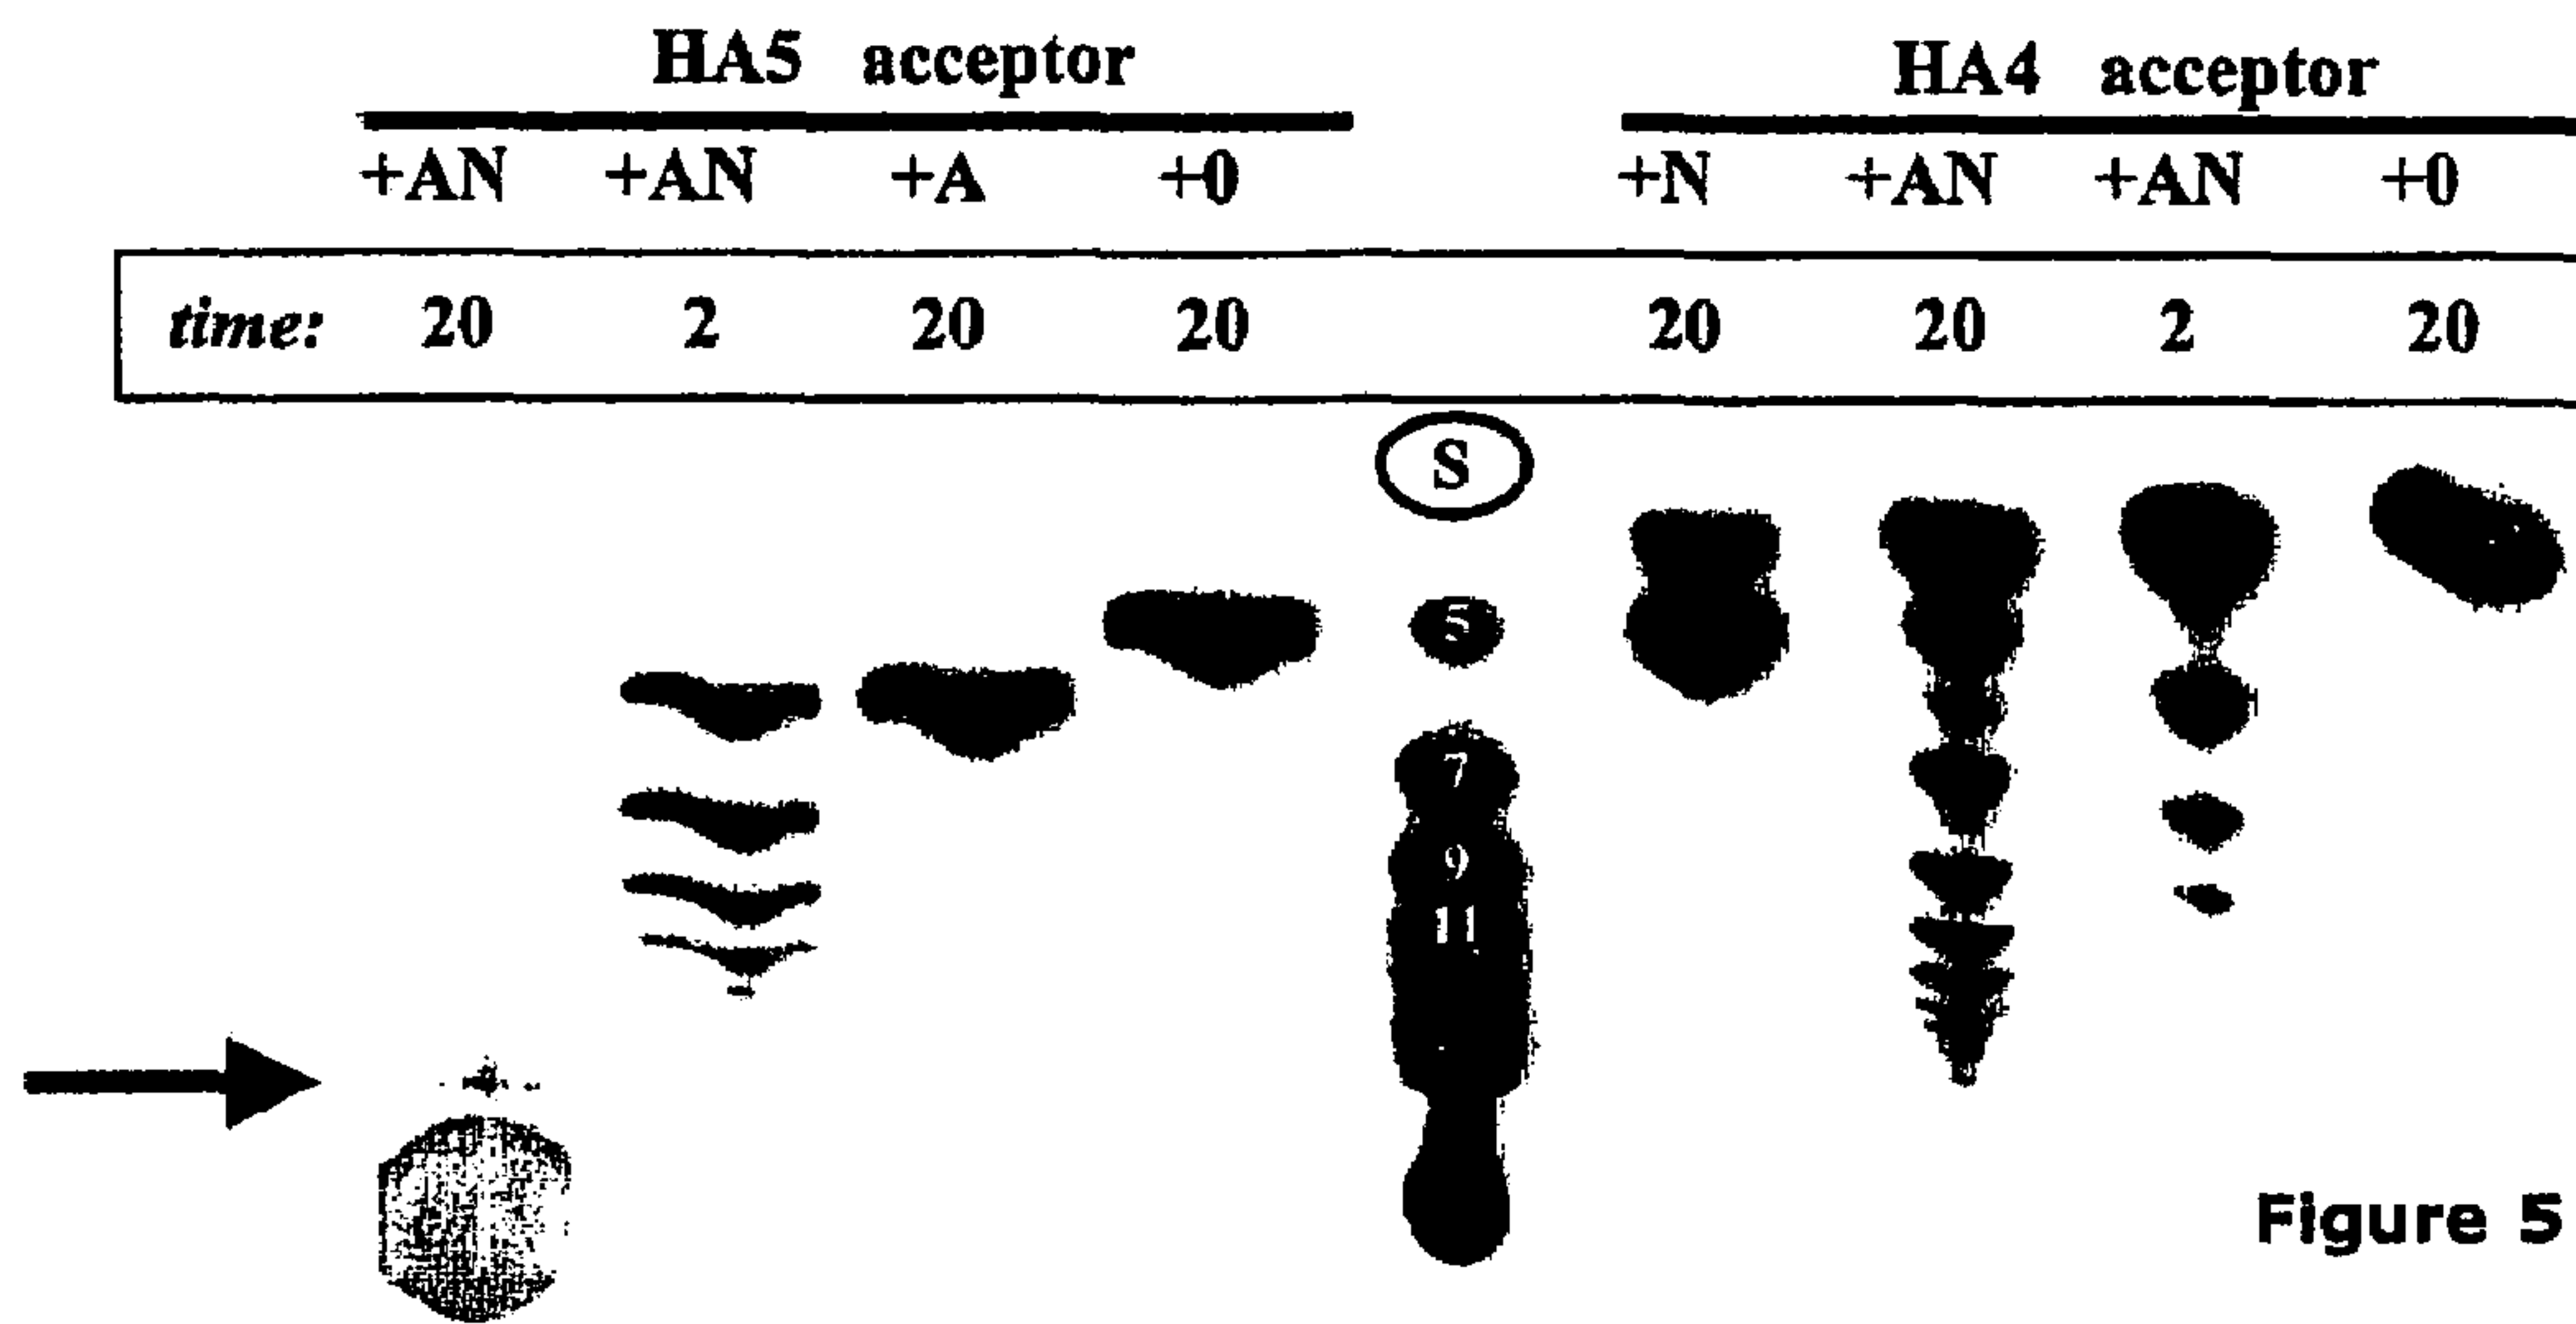 HA5 acceptor HA4 acceptor
+AN +AN +A +0 +N +AN +AN +0
time: 20 2 20 20 20 20 2 20
S
5
7
9
11
Figure 5